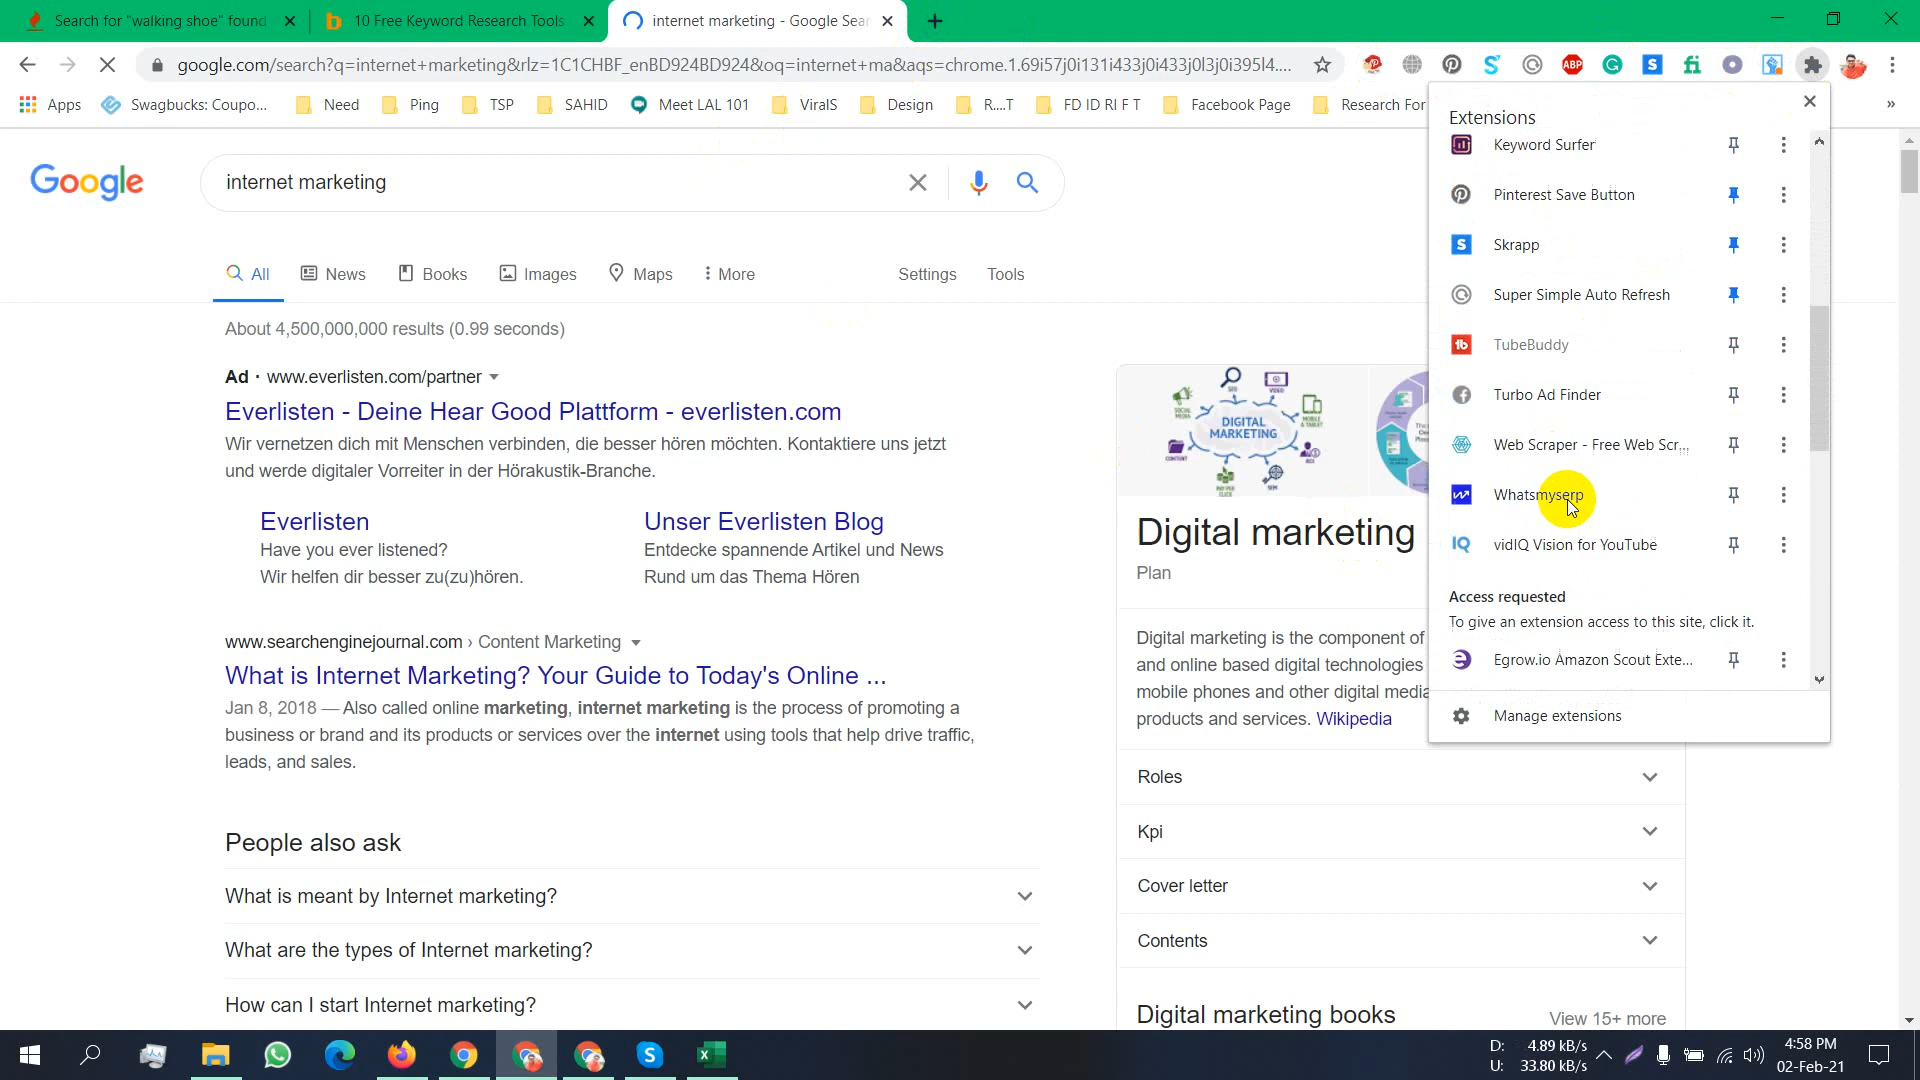 Search for "walking shoe" found
10 Free Keyword Research Tools
internet marketing - Google Sear
google.com/search?q=internet+marketing&rlz=1C1CHBF_enBD924BD924&oq=internet+ma&aqs=chrome.1.69i57j0i131i433j0i433j0l3j0i395l4....
ABP
Apps
Swagbucks: Coupo...
Need
Ping
TSP
SAHID
Meet LAL 101
ViralS
Design
R....T
FD ID RI F T
Facebook Page
Research For
»
Google
internet marketing
All
News
Books
Images
Maps
More
Settings
Tools
About 4,500,000,000 results (0.99 seconds)
Ad · www.everlisten.com/partner
Everlisten - Deine Hear Good Plattform - everlisten.com
Wir vernetzen dich mit Menschen verbinden, die besser hören möchten. Kontaktiere uns jetzt
und werde digitaler Vorreiter in der Hörakustik-Branche.
Everlisten
Have you ever listened?
Wir helfen dir besser zu(zu)hören.
Unser Everlisten Blog
Entdecke spannende Artikel und News
Rund um das Thema Hören
www.searchenginejournal.com › Content Marketing
What is Internet Marketing? Your Guide to Today's Online ...
Jan 8, 2018 — Also called online marketing, internet marketing is the process of promoting a
business or brand and its products or services over the internet using tools that help drive traffic,
leads, and sales.
People also ask
What is meant by Internet marketing?
What are the types of Internet marketing?
How can I start Internet marketing?
DIGITAL
MARKETING
Digital marketing
Plan
Digital marketing is the component of
and online based digital technologies
mobile phones and other digital media
products and services. Wikipedia
Roles
Kpi
Cover letter
Contents
Digital marketing books
View 15+ more
Extensions
Keyword Surfer
Pinterest Save Button
Skrapp
Super Simple Auto Refresh
TubeBuddy
Turbo Ad Finder
Web Scraper - Free Web Scr...
Whatsmyserp
vidIQ Vision for YouTube
Access requested
To give an extension access to this site, click it.
Egrow.io Amazon Scout Exte...
Manage extensions
D: 4.89 kB/s
U: 33.80 kB/s
4:58 PM
02-Feb-21